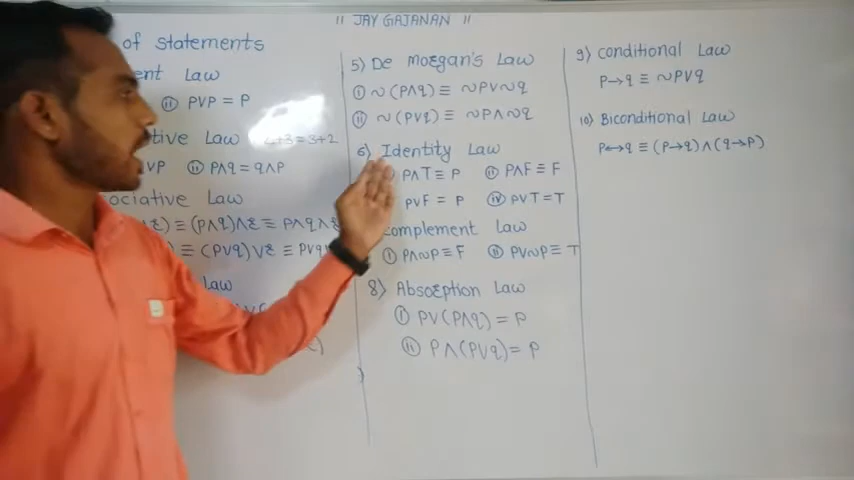 " JAY GAJANAN "
of statements
ent Law
(ii) P∨P = P
tive Law 2+3=3+2
∨P (ii) P∧q = q∧P
sociative Law
) ≡ (P∧q)∧r ≡ P∧q∧r
) ≡ (P∨q)∨r ≡ P∨q
Law
5) De Morgan's Law
(i) ~(P∧q) ≡ ~P∨~q
(ii) ~(P∨q) ≡ ~P∧~q
6) Identity Law
P∧T ≡ P (ii) P∧F ≡ F
P∨F = P (iv) P∨T = T
complement Law
(i) P∧~P ≡ F (ii) P∨~P ≡ T
8) Absorption Law
(i) P∨(P∧q) = P
(ii) P∧(P∨q) = P
9) Conditional Law
P→q ≡ ~P∨q
10) Biconditional Law
P↔q ≡ (P→q)∧(q→P)